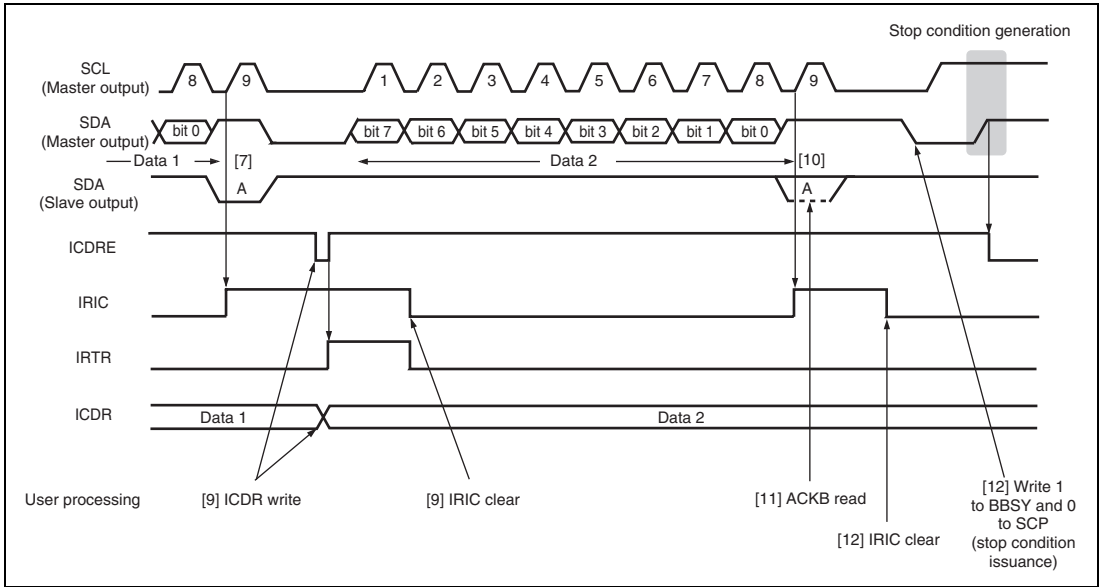 Stop condition generation
SCL
(Master output)
8 9 1 2 3 4 5 6 7 8 9
SDA
(Master output)
bit 0 bit 7 bit 6 bit 5 bit 4 bit 3 bit 2 bit 1 bit 0
Data 1 [7] Data 2 [10]
SDA
(Slave output)
A A
ICDRE
IRIC
IRTR
ICDR
Data 1 Data 2
User processing
[9] ICDR write
[9] IRIC clear
[11] ACKB read
[12] IRIC clear
[12] Write 1
to BBSY and 0
to SCP
(stop condition
issuance)